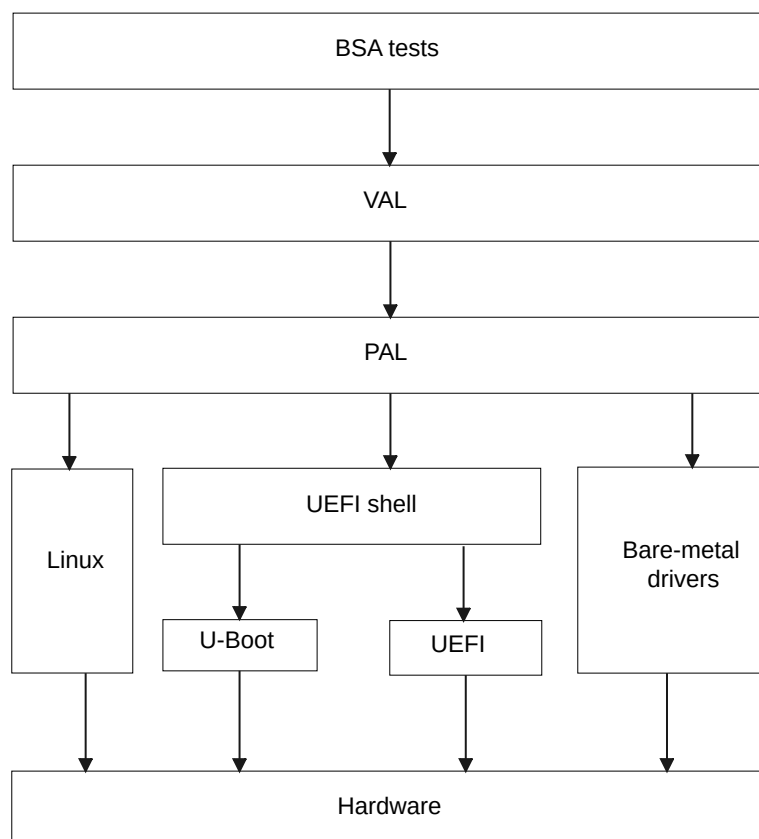 BSA tests
VAL
PAL
UEFI shell
Linux
Bare-metal
drivers
U-Boot
UEFI
Hardware